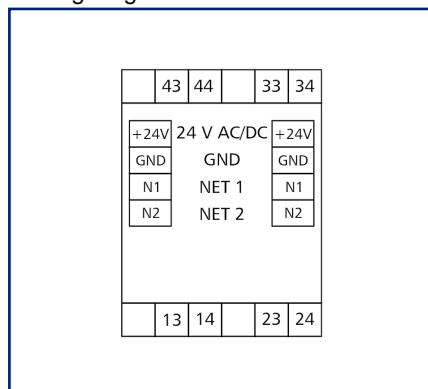 43 44 33 34
+24V 24 V AC/DC +24V
GND GND GND
N1 NET 1 N1
N2 NET 2 N2
13 14 23 24